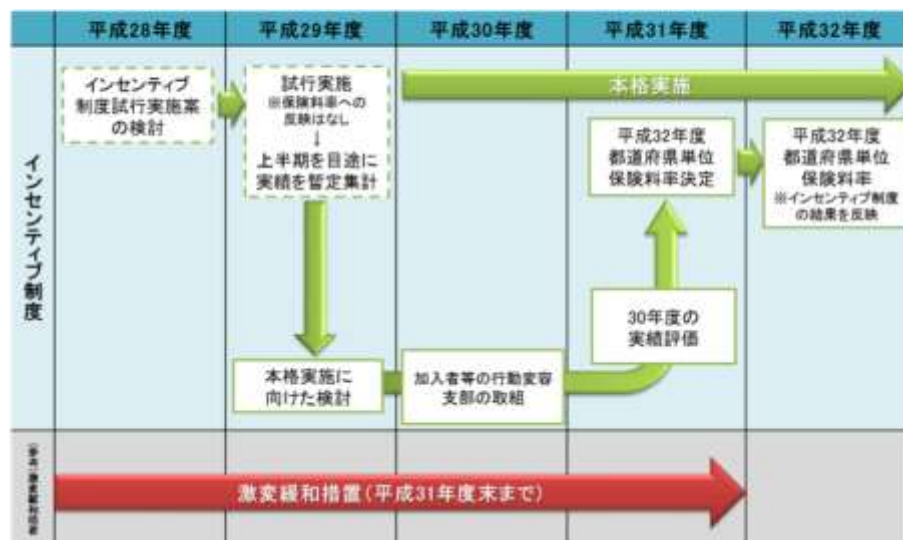 平成28年度
平成29年度
平成30年度
平成31年度
平成32年度
インセンティブ制度
インセンティブ
制度試行実施案
の検討
試行実施
※保険料率への
反映はなし
↓
上半期を目途に
実績を暫定集計
本格実施
平成32年度
都道府県単位
保険料率決定
平成32年度
都道府県単位
保険料率
※インセンティブ制度
の結果を反映
30年度の
実績評価
本格実施に
向けた検討
加入者等の行動変容
支部の取組
(参考)激変緩和措置
激変緩和措置(平成31年度末まで)